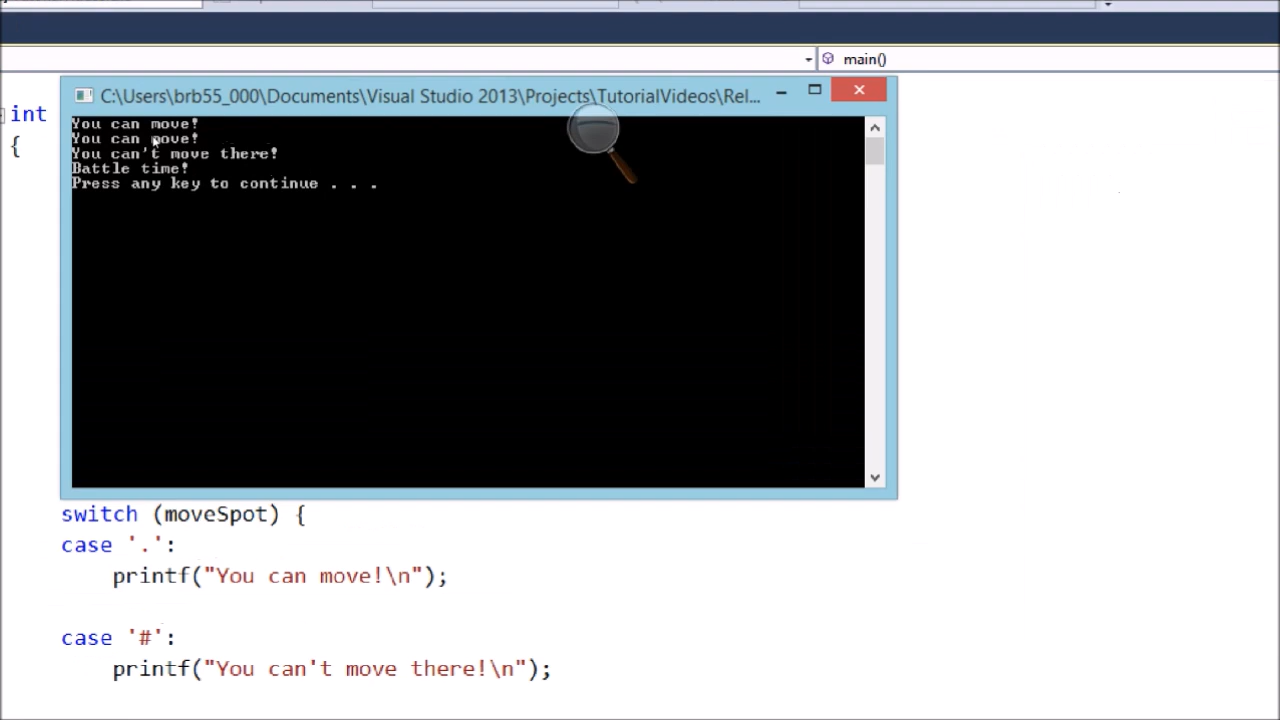 main()
int
{
C:\Users\brb55_000\Documents\Visual Studio 2013\Projects\TutorialVideos\Rel...
You can move!
You can move!
You can't move there!
Battle time!
Press any key to continue . . .
switch (moveSpot) {
case '.':
printf("You can move!\n");
case '#':
printf("You can't move there!\n");